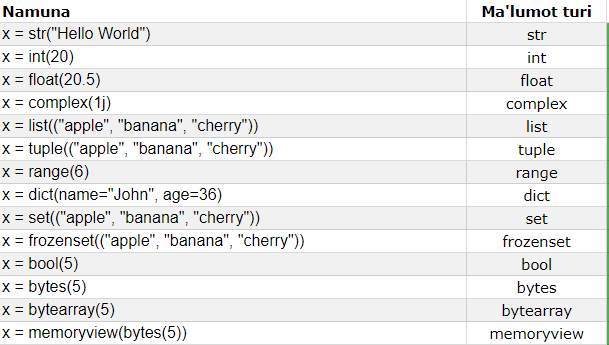 Namuna Ma'lumot turi
x = str("Hello World") str
x = int(20) int
x = float(20.5) float
x = complex(1j) complex
x = list(("apple", "banana", "cherry")) list
x = tuple(("apple", "banana", "cherry")) tuple
x = range(6) range
x = dict(name="John", age=36) dict
x = set(("apple", "banana", "cherry")) set
x = frozenset(("apple", "banana", "cherry")) frozenset
x = bool(5) bool
x = bytes(5) bytes
x = bytearray(5) bytearray
x = memoryview(bytes(5)) memoryview